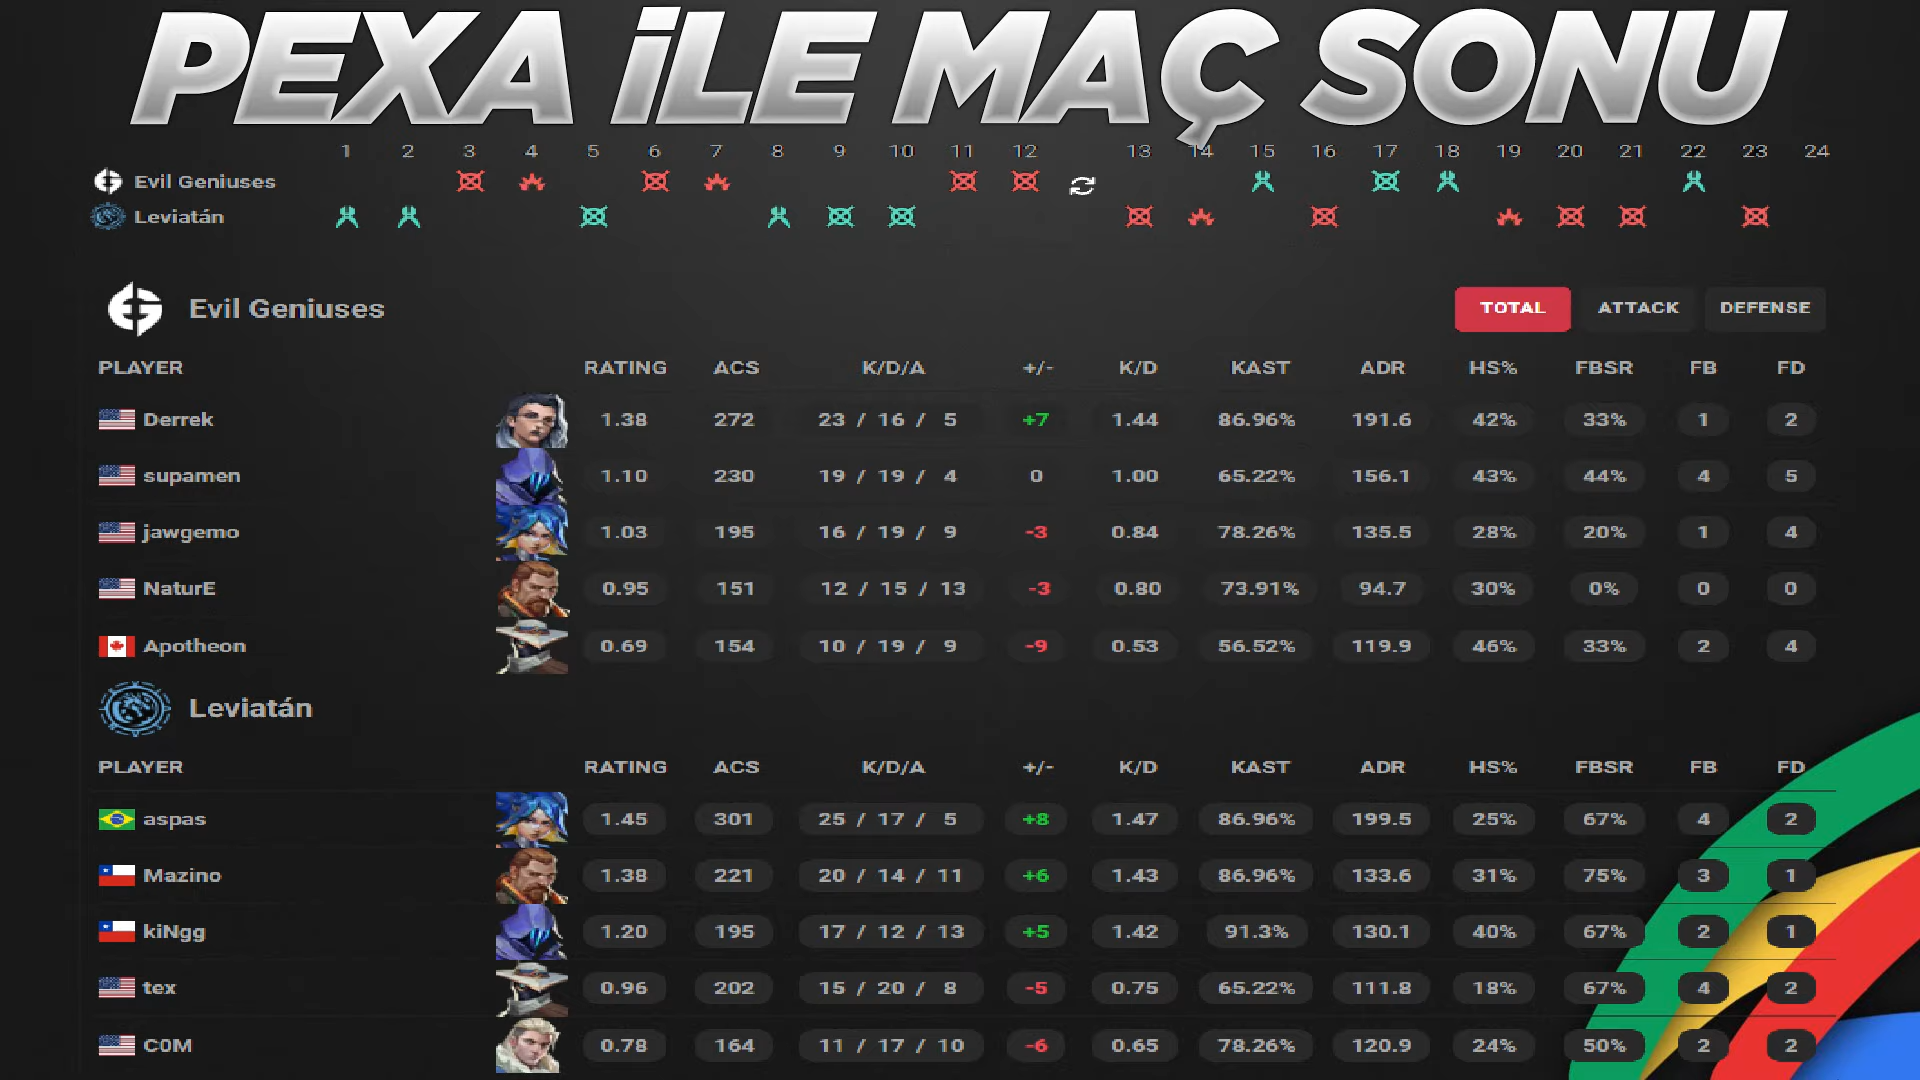 PEXA iLE MAÇ SONU
1 2 3 4 5 6 7 8 9 10 11 12 13 14 15 16 17 18 19 20 21 22 23 24
Evil Geniuses
Leviatán
Evil Geniuses
TOTAL ATTACK DEFENSE
PLAYER RATING ACS K/D/A +/- K/D KAST ADR HS% FBSR FB FD
Derrek 1.38 272 23 / 16 / 5 +7 1.44 86.96% 191.6 42% 33% 1 2
supamen 1.10 230 19 / 19 / 4 0 1.00 65.22% 156.1 43% 44% 4 5
jawgemo 1.03 195 16 / 19 / 9 -3 0.84 78.26% 135.5 28% 20% 1 4
NaturE 0.95 151 12 / 15 / 13 -3 0.80 73.91% 94.7 30% 0% 0 0
Apotheon 0.69 154 10 / 19 / 9 -9 0.53 56.52% 119.9 46% 33% 2 4
Leviatán
PLAYER RATING ACS K/D/A +/- K/D KAST ADR HS% FBSR FB FD
aspas 1.45 301 25 / 17 / 5 +8 1.47 86.96% 199.5 25% 67% 4 2
Mazino 1.38 221 20 / 14 / 11 +6 1.43 86.96% 133.6 31% 75% 3 1
kiNgg 1.20 195 17 / 12 / 13 +5 1.42 91.3% 130.1 40% 67% 2 1
tex 0.96 202 15 / 20 / 8 -5 0.75 65.22% 111.8 18% 67% 4 2
C0M 0.78 164 11 / 17 / 10 -6 0.65 78.26% 120.9 24% 50% 2 2